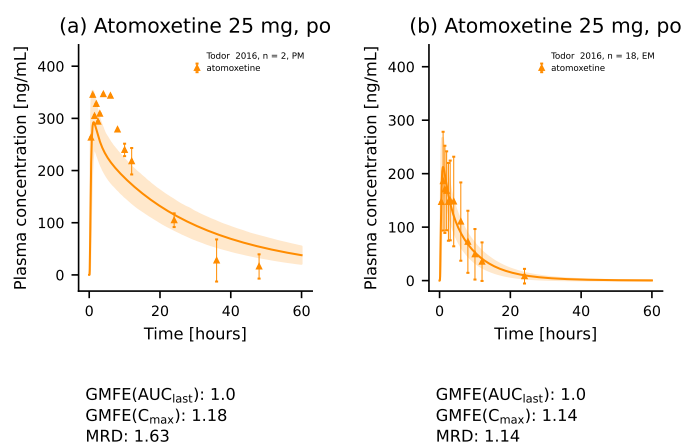 (a) Atomoxetine 25 mg, po
Plasma concentration [ng/mL]
400
300
200
100
0
Todor 2016, n = 2, PM
atomoxetine
0 20 40 60
Time [hours]
GMFE(AUClast): 1.0
GMFE(Cmax): 1.18
MRD: 1.63
(b) Atomoxetine 25 mg, po
Plasma concentration [ng/mL]
400
300
200
100
0
Todor 2016, n = 18, EM
atomoxetine
0 20 40 60
Time [hours]
GMFE(AUClast): 1.0
GMFE(Cmax): 1.14
MRD: 1.14